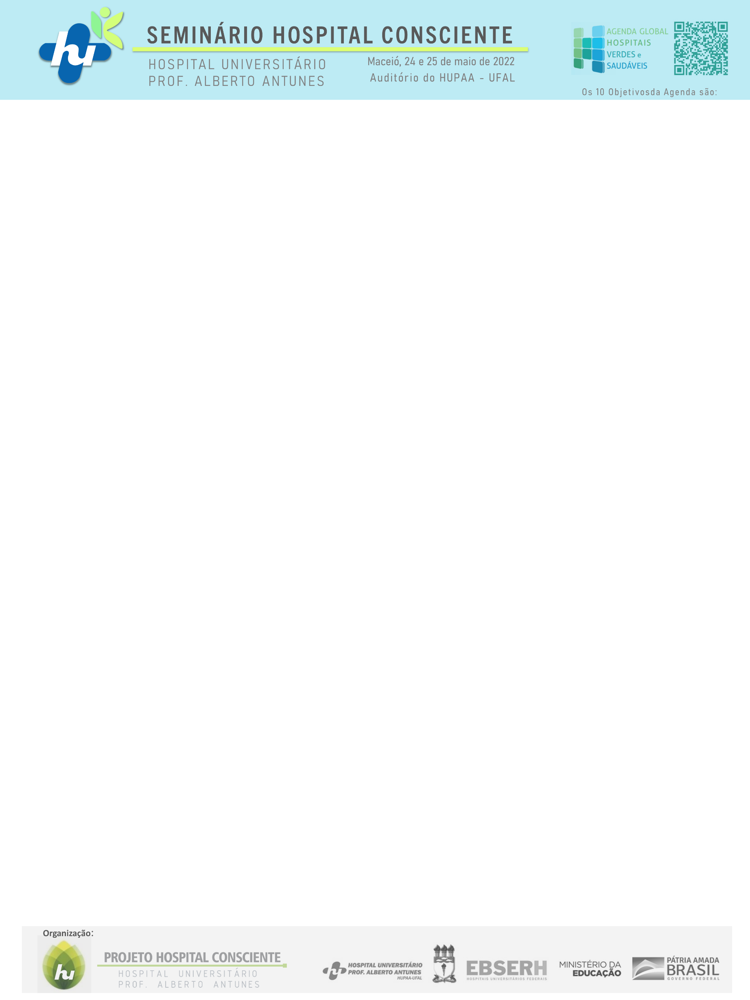 hu
SEMINÁRIO HOSPITAL CONSCIENTE
HOSPITAL UNIVERSITÁRIO
PROF. ALBERTO ANTUNES
Maceió, 24 e 25 de maio de 2022
Auditório do HUPAA - UFAL
AGENDA GLOBAL
HOSPITAIS
VERDES e
SAUDÁVEIS
Os 10 Objetivosda Agenda são:
Organização:
hu
PROJETO HOSPITAL CONSCIENTE
HOSPITAL UNIVERSITÁRIO
PROF. ALBERTO ANTUNES
hu
HOSPITAL UNIVERSITÁRIO
PROF. ALBERTO ANTUNES
HUPAA-UFAL
EBSERH
HOSPITAIS UNIVERSITÁRIOS FEDERAIS
MINISTÉRIO DA
EDUCAÇÃO
PÁTRIA AMADA
BRASIL
GOVERNO FEDERAL